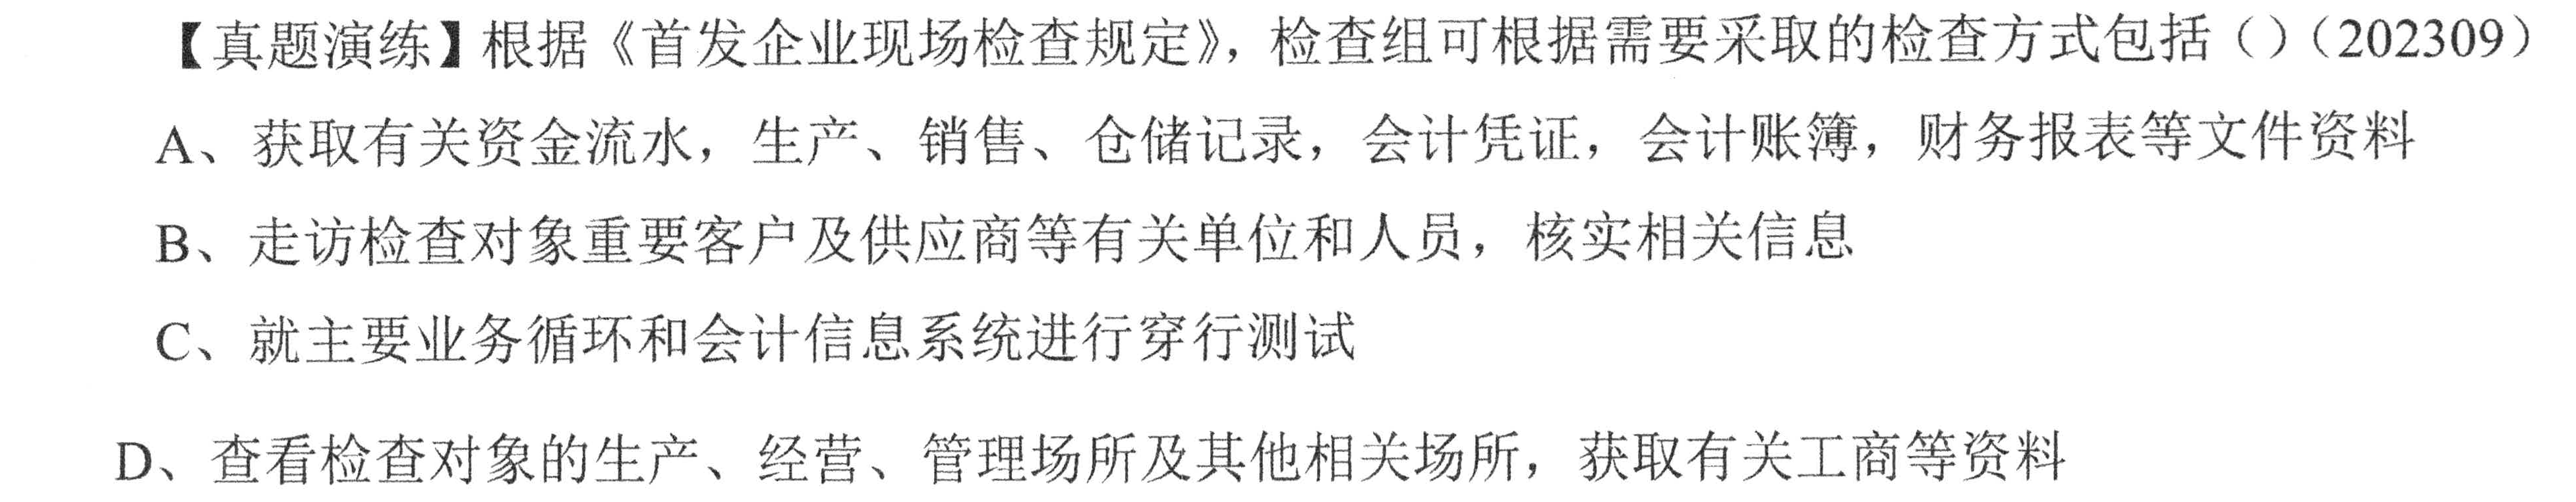 【真题演练】根据《首发企业现场检查规定》，检查组可根据需要采取的检查方式包括（）（202309）
A、获取有关资金流水，生产、销售、仓储记录，会计凭证，会计账簿，财务报表等文件资料
B、走访检查对象重要客户及供应商等有关单位和人员，核实相关信息
C、就主要业务循环和会计信息系统进行穿行测试
D、查看检查对象的生产、经营、管理场所及其他相关场所，获取有关工商等资料